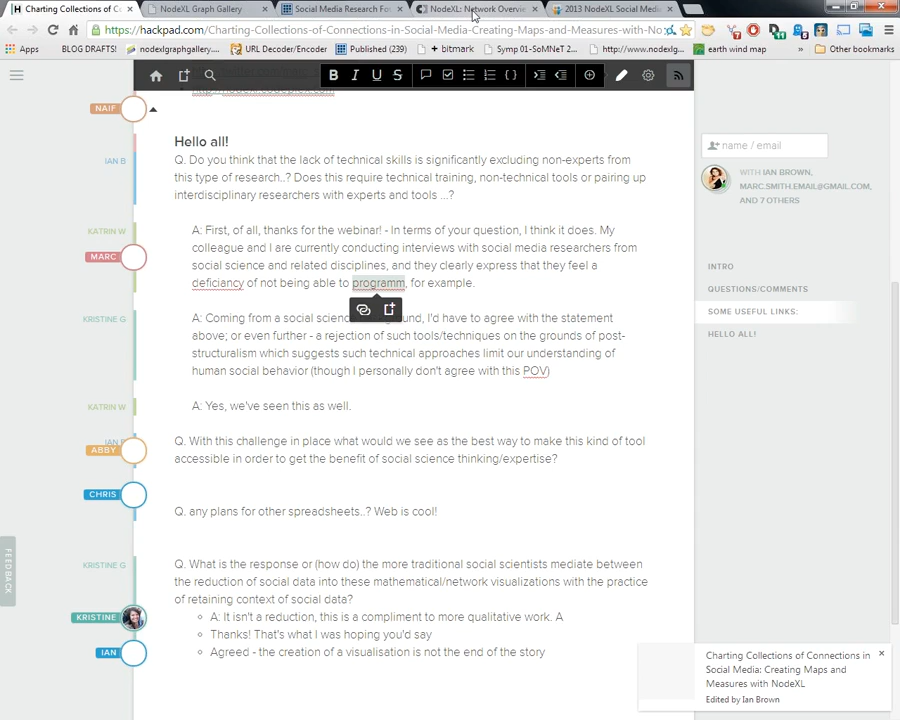 Charting Collections of C
NodeXL Graph Gallery
Social Media Research Fou
NodeXL: Network Overvie
2013 NodeXL Social Media
https://hackpad.com/Charting-Collections-of-Connections-in-Social-Media-Creating-Maps-and-Measures-with-No
Apps
BLOG DRAFTS!
nodexlgraphgallery...
URL Decoder/Encoder
Published (239)
+ bitmark
Symp 01-SoMNeT 2...
http://www.nodexlg...
earth wind map
Other bookmarks
B I U S
NAIF
Hello all!
IAN B
Q. Do you think that the lack of technical skills is significantly excluding non-experts from
this type of research..? Does this require technical training, non-technical tools or pairing up
interdisciplinary researchers with experts and tools ...?
KATRIN W
A: First, of all, thanks for the webinar! - In terms of your question, I think it does. My
MARC
colleague and I are currently conducting interviews with social media researchers from
social science and related disciplines, and they clearly express that they feel a
deficiancy of not being able to programm, for example.
KRISTINE G
A: Coming from a social science
ground, I'd have to agree with the statement
above; or even further - a rejection of such tools/techniques on the grounds of post-
structuralism which suggests such technical approaches limit our understanding of
human social behavior (though I personally don't agree with this POV)
KATRIN W
A: Yes, we've seen this as well.
IAN B
Q. With this challenge in place what would we see as the best way to make this kind of tool
ABBY
accessible in order to get the benefit of social science thinking/expertise?
CHRIS
Q. any plans for other spreadsheets..? Web is cool!
KRISTINE G
Q. What is the response or (how do) the more traditional social scientists mediate between
the reduction of social data into these mathematical/network visualizations with the practice
of retaining context of social data?
KRISTINE
A: It isn't a reduction, this is a compliment to more qualitative work. A
Thanks! That's what I was hoping you'd say
IAN
Agreed - the creation of a visualisation is not the end of the story
FEEDBACK
name / email
WITH IAN BROWN,
MARC.SMITH.EMAIL@GMAIL.COM,
AND 7 OTHERS
INTRO
QUESTIONS/COMMENTS
SOME USEFUL LINKS:
HELLO ALL!
Charting Collections of Connections in
Social Media: Creating Maps and
Measures with NodeXL
Edited by Ian Brown